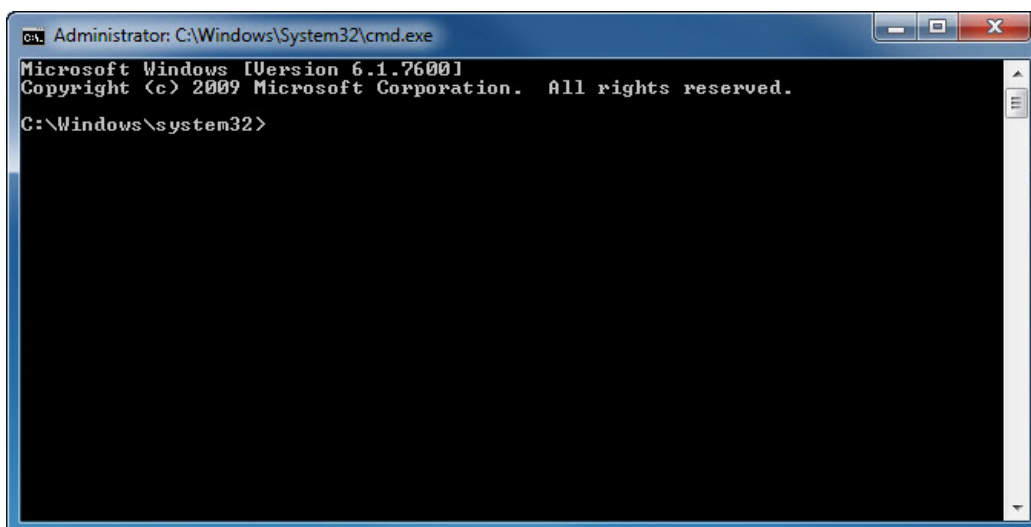 Administrator: C:\Windows\System32\cmd.exe
Microsoft Windows [Version 6.1.7600]
Copyright (c) 2009 Microsoft Corporation.  All rights reserved.
C:\Windows\system32>